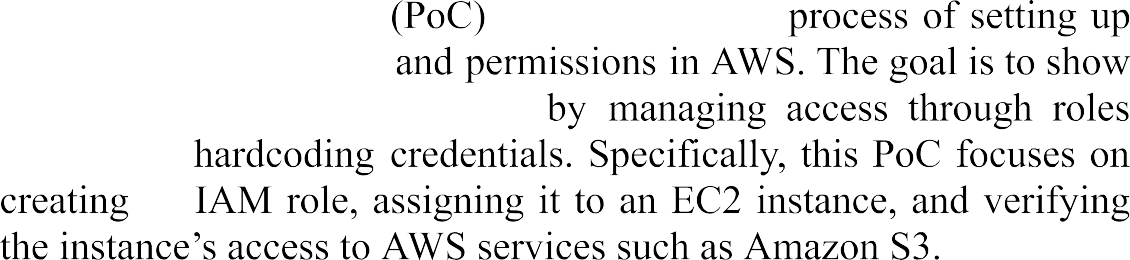 (PoC) process of setting up
and permissions in AWS. The goal is to show
by managing access through roles
hardcoding credentials. Specifically, this PoC focuses on
creating IAM role, assigning it to an EC2 instance, and verifying
the instance’s access to AWS services such as Amazon S3.